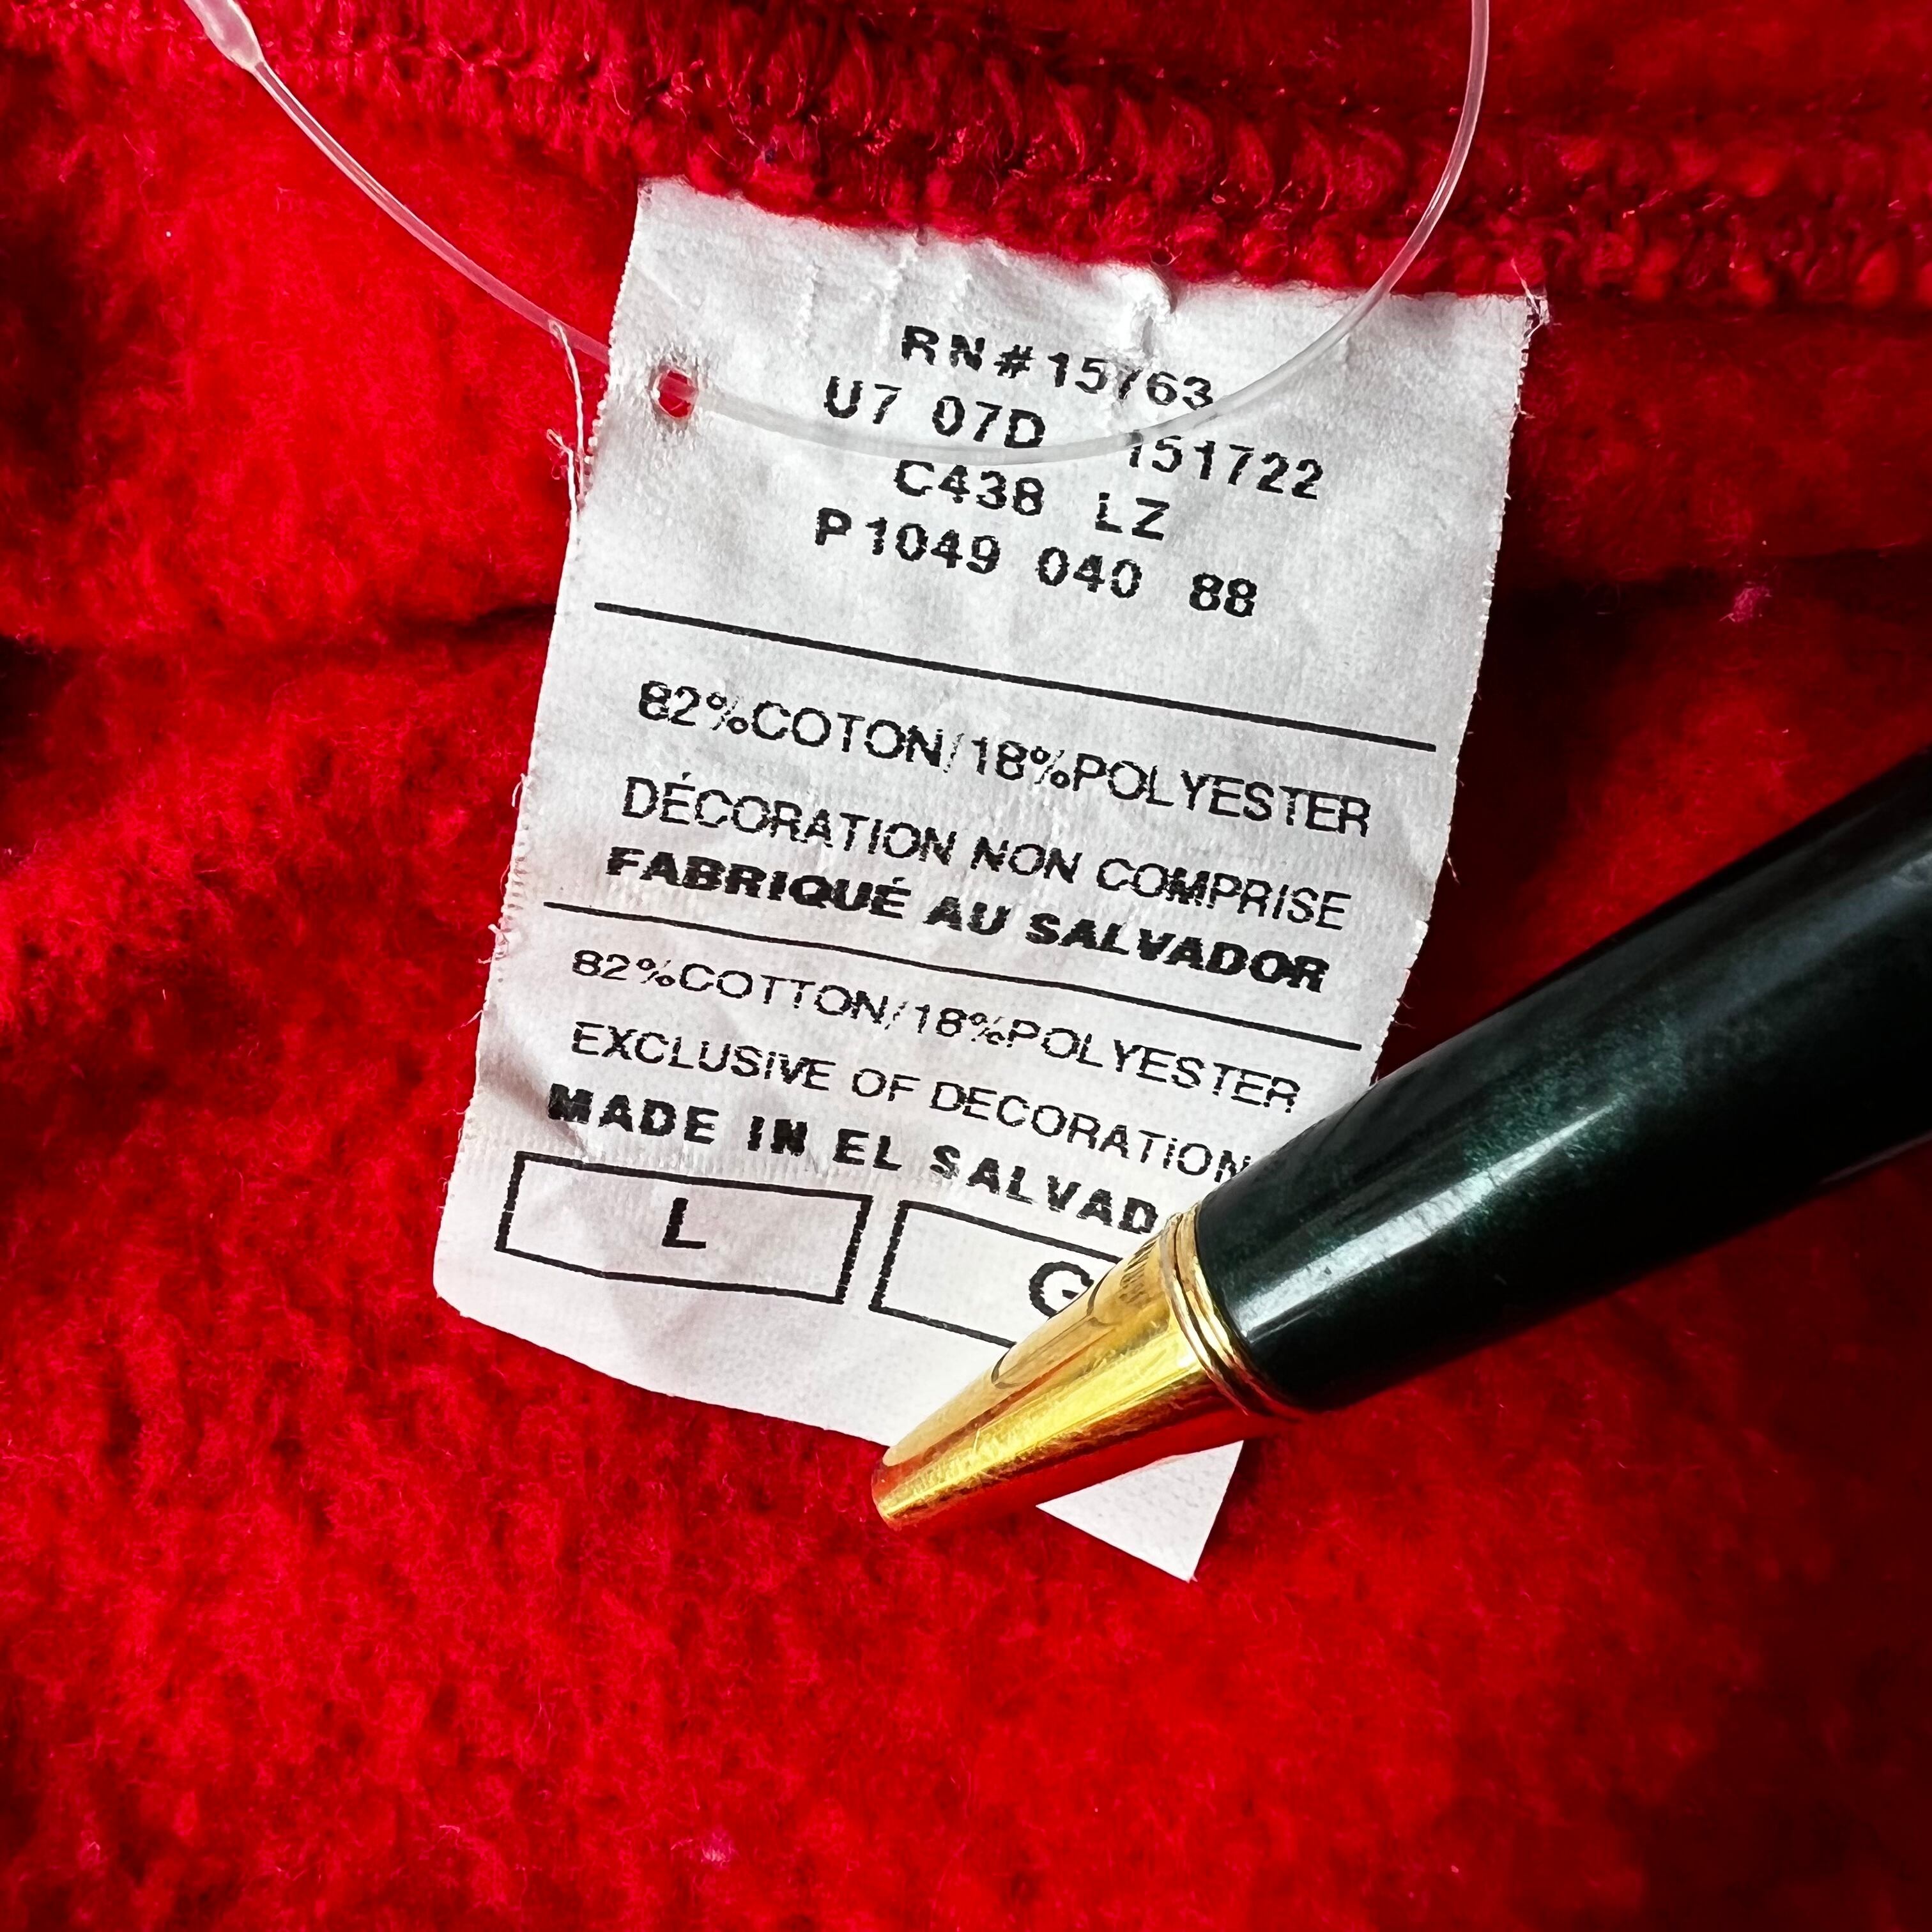 RN#15763
U7 07D 151722
C438 LZ
P1049 040 88
82%COTON/18%POLYESTER
DÉCORATION NON COMPRISE
FABRIQUÉ AU SALVADOR
82%COTTON/18%POLYESTER
EXCLUSIVE OF DECORATION
MADE IN EL SALVAD
L G